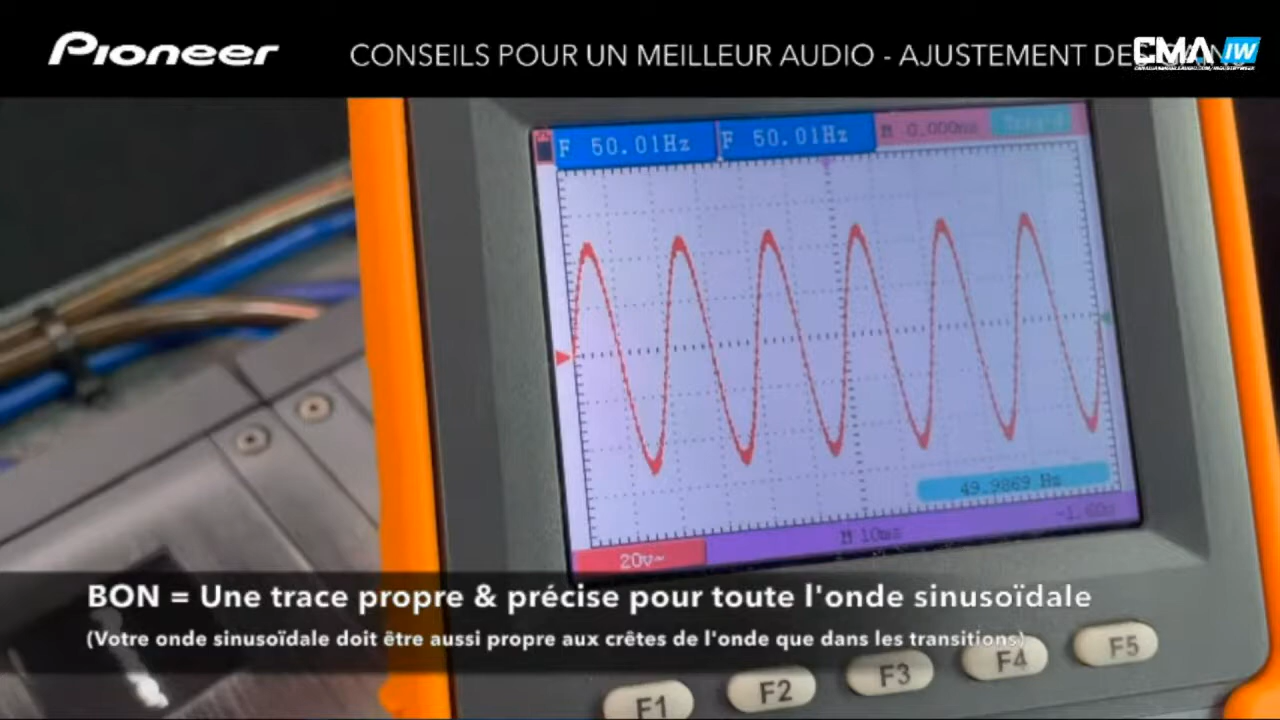 Pioneer
CONSEILS POUR UN MEILLEUR AUDIO - AJUSTEMENT
CMA IW
F 50.01Hz
F 50.01Hz
M 0.000ns
49.9869 Hz
M 10ms
20v~
BON = Une trace propre & précise pour toute l'onde sinusoïdale
(Votre onde sinusoïdale doit être aussi propre aux crêtes de l'onde que dans les transitions)
F1
F2
F3
F4
F5